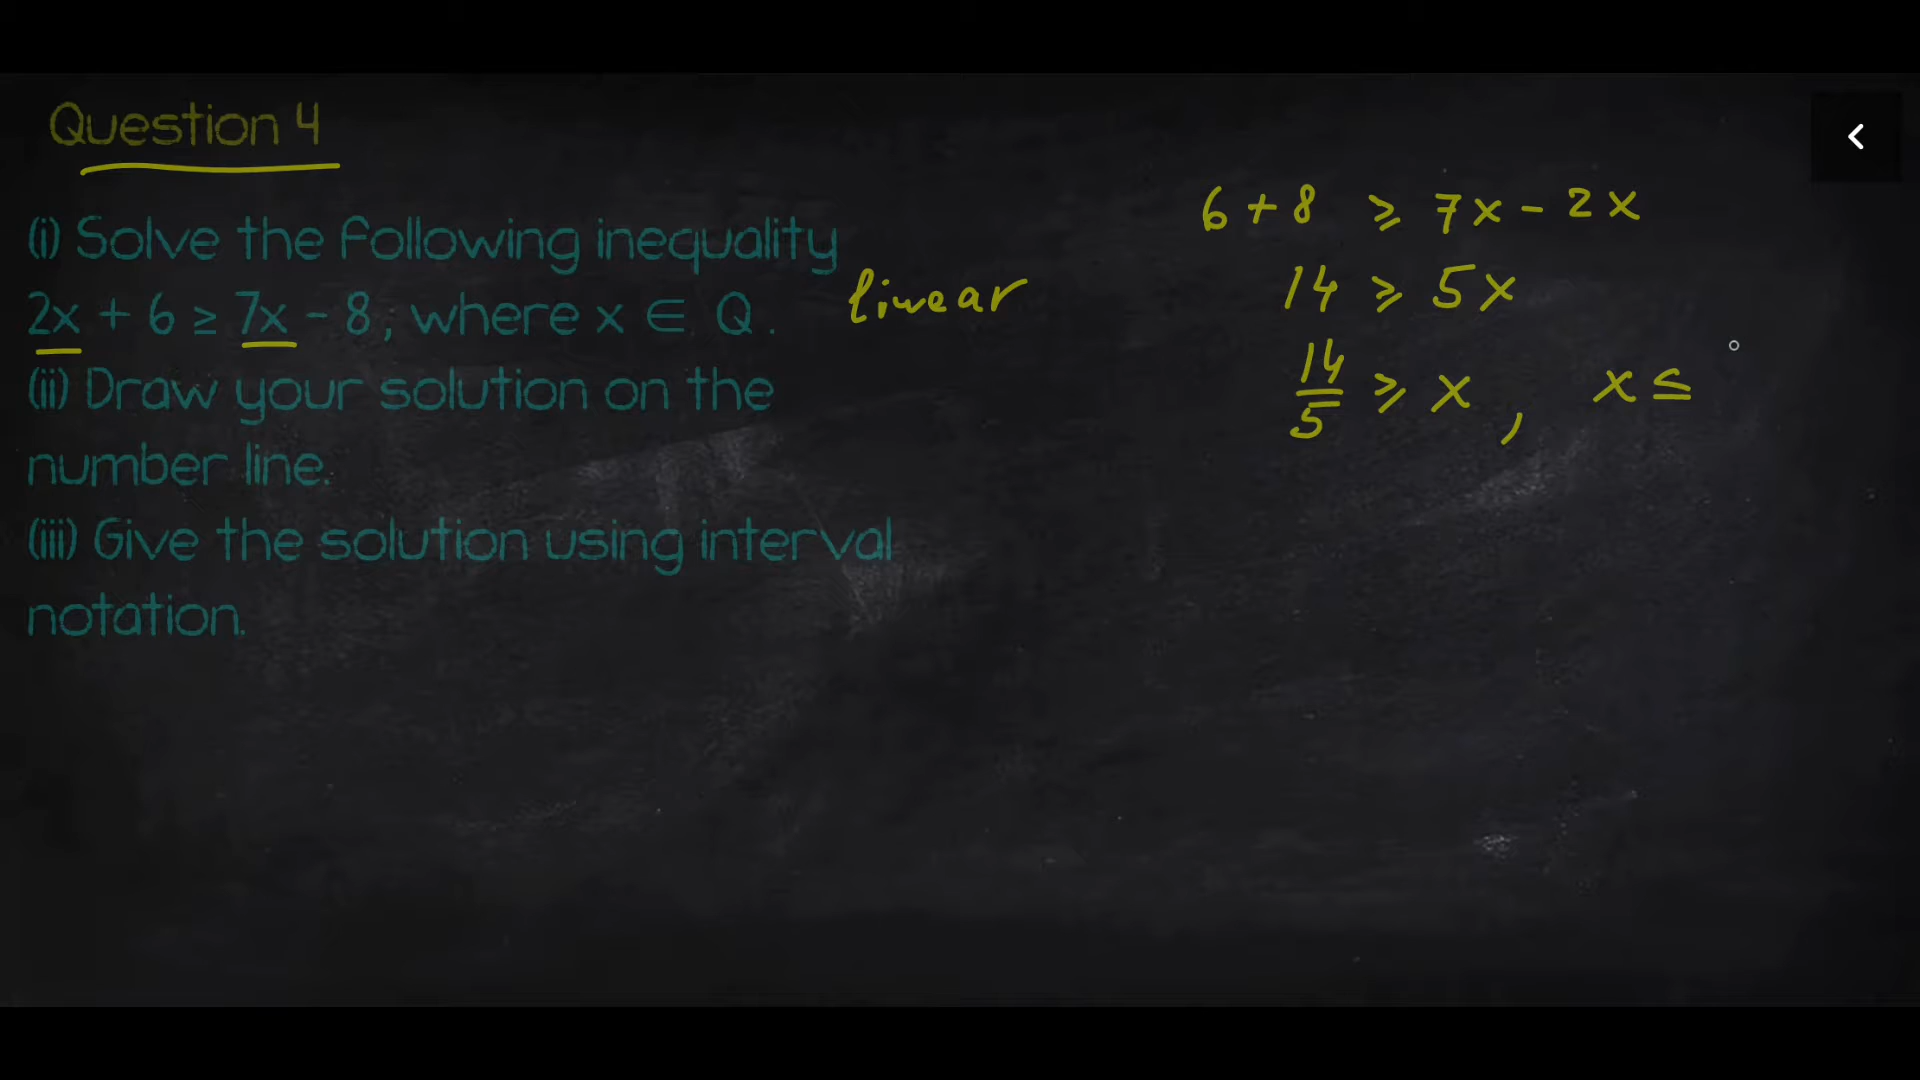 Question 4
(i) Solve the following inequality
2x + 6 ≥ 7x - 8, where x ∈ Q.
(ii) Draw your solution on the
number line.
(iii) Give the solution using interval
notation.
linear
6 + 8 ≥ 7x - 2x
14 ≥ 5x
14/5 ≥ x , x ≤